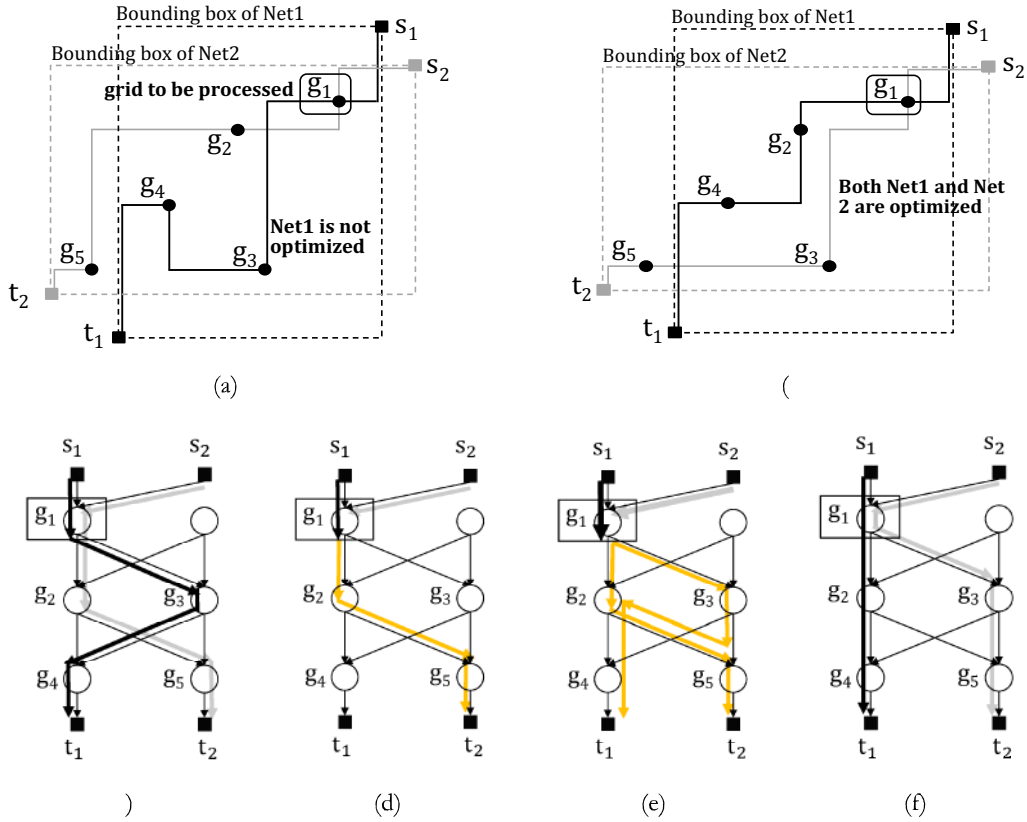 Bounding box of Net1
s1
Bounding box of Net2
s2
grid to be processed
g1
g2
g4
Net1 is not
optimized
g5
g3
t2
t1
(a)
Bounding box of Net1
s1
Bounding box of Net2
s2
g1
g2
g4
Both Net1 and Net
2 are optimized
g5
g3
t2
t1
(
s1 s2
g1
g2 g3
g4 g5
t1 t2
)
s1 s2
g1
g2 g3
g4 g5
t1 t2
(d)
s1 s2
g1
g2 g3
g4 g5
t1 t2
(e)
s1 s2
g1
g2 g3
g4 g5
t1 t2
(f)